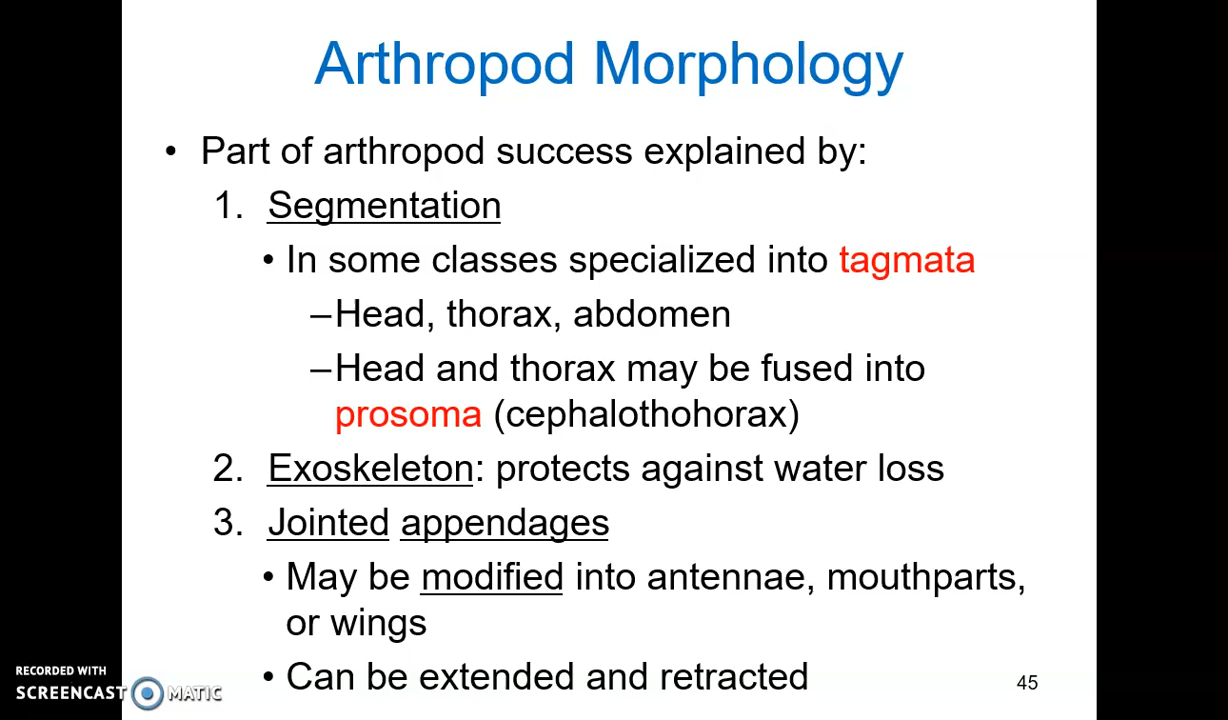 Arthropod Morphology
• Part of arthropod success explained by:
1. Segmentation
• In some classes specialized into tagmata
–Head, thorax, abdomen
–Head and thorax may be fused into
prosoma (cephalothohorax)
2. Exoskeleton: protects against water loss
3. Jointed appendages
• May be modified into antennae, mouthparts,
or wings
• Can be extended and retracted
45
RECORDED WITH
SCREENCAST MATIC